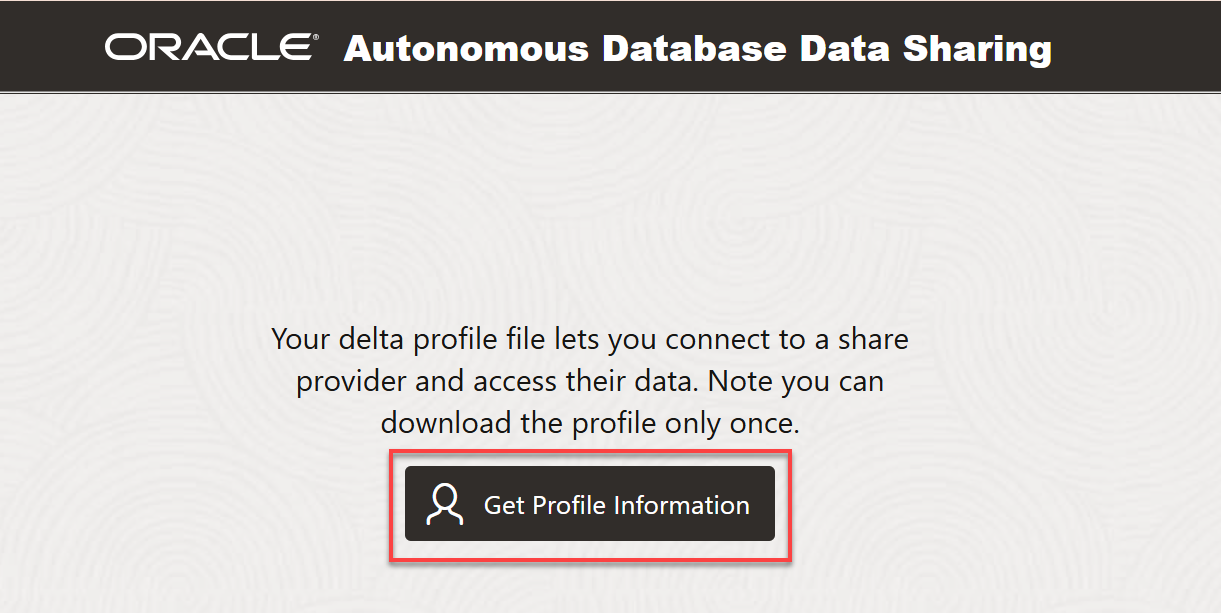 ORACLE® Autonomous Database Data Sharing
Your delta profile file lets you connect to a share
provider and access their data. Note you can
download the profile only once.
Get Profile Information